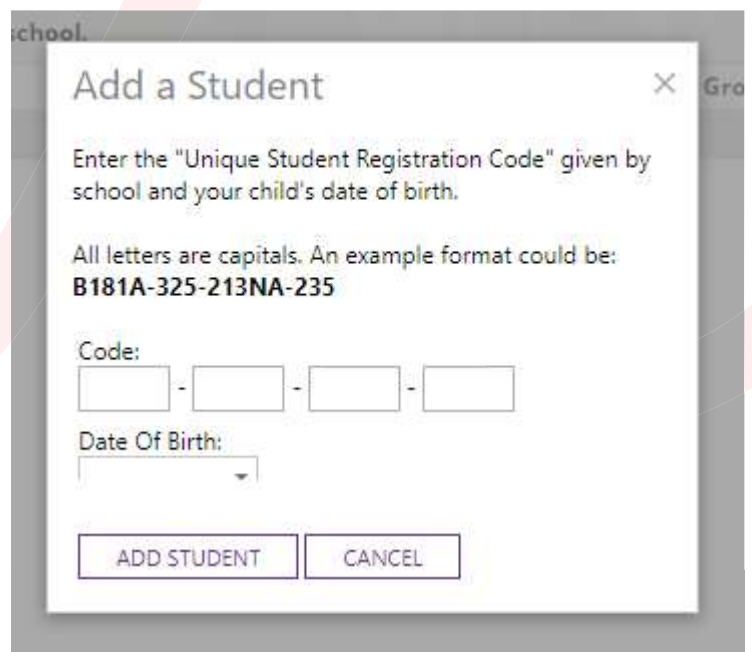 school.
Add a Student
Gro
Enter the "Unique Student Registration Code" given by
school and your child's date of birth.
All letters are capitals. An example format could be:
B181A-325-213NA-235
Code:
- - -
Date Of Birth:
ADD STUDENT CANCEL